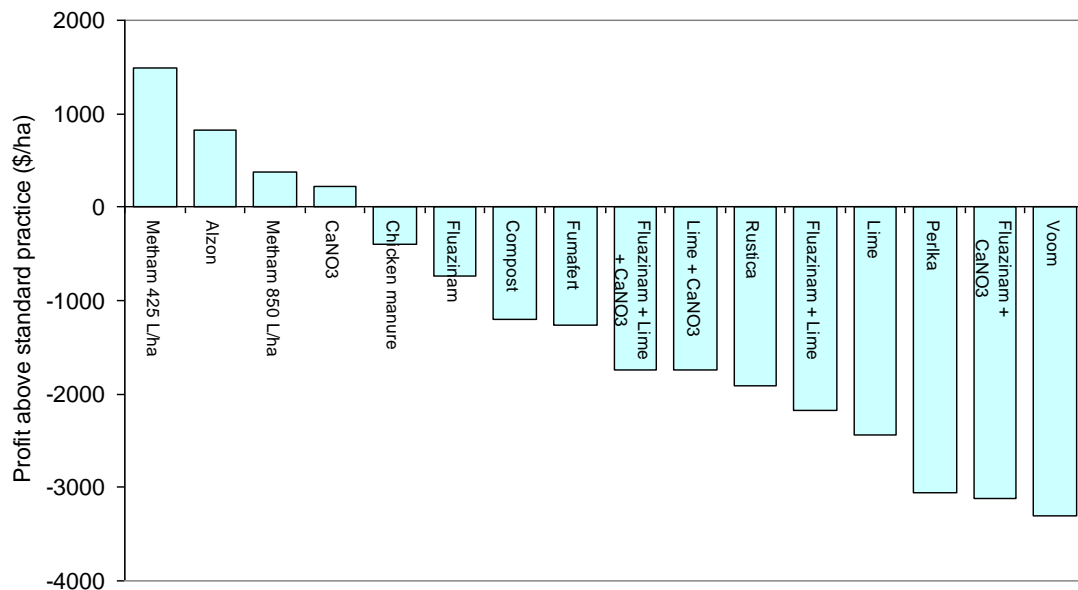 2000
1000
0
-1000
-2000
-3000
-4000
Profit above standard practice ($/ha)
Metham 425 L/ha
Alzon
Metham 850 L/ha
CaNO3
Chicken manure
Fluazinam
Compost
Fumafert
Fluazinam + Lime
+ CaNO3
Lime + CaNO3
Rustica
Fluazinam + Lime
Lime
Perlka
Fluazinam +
CaNO3
Voom